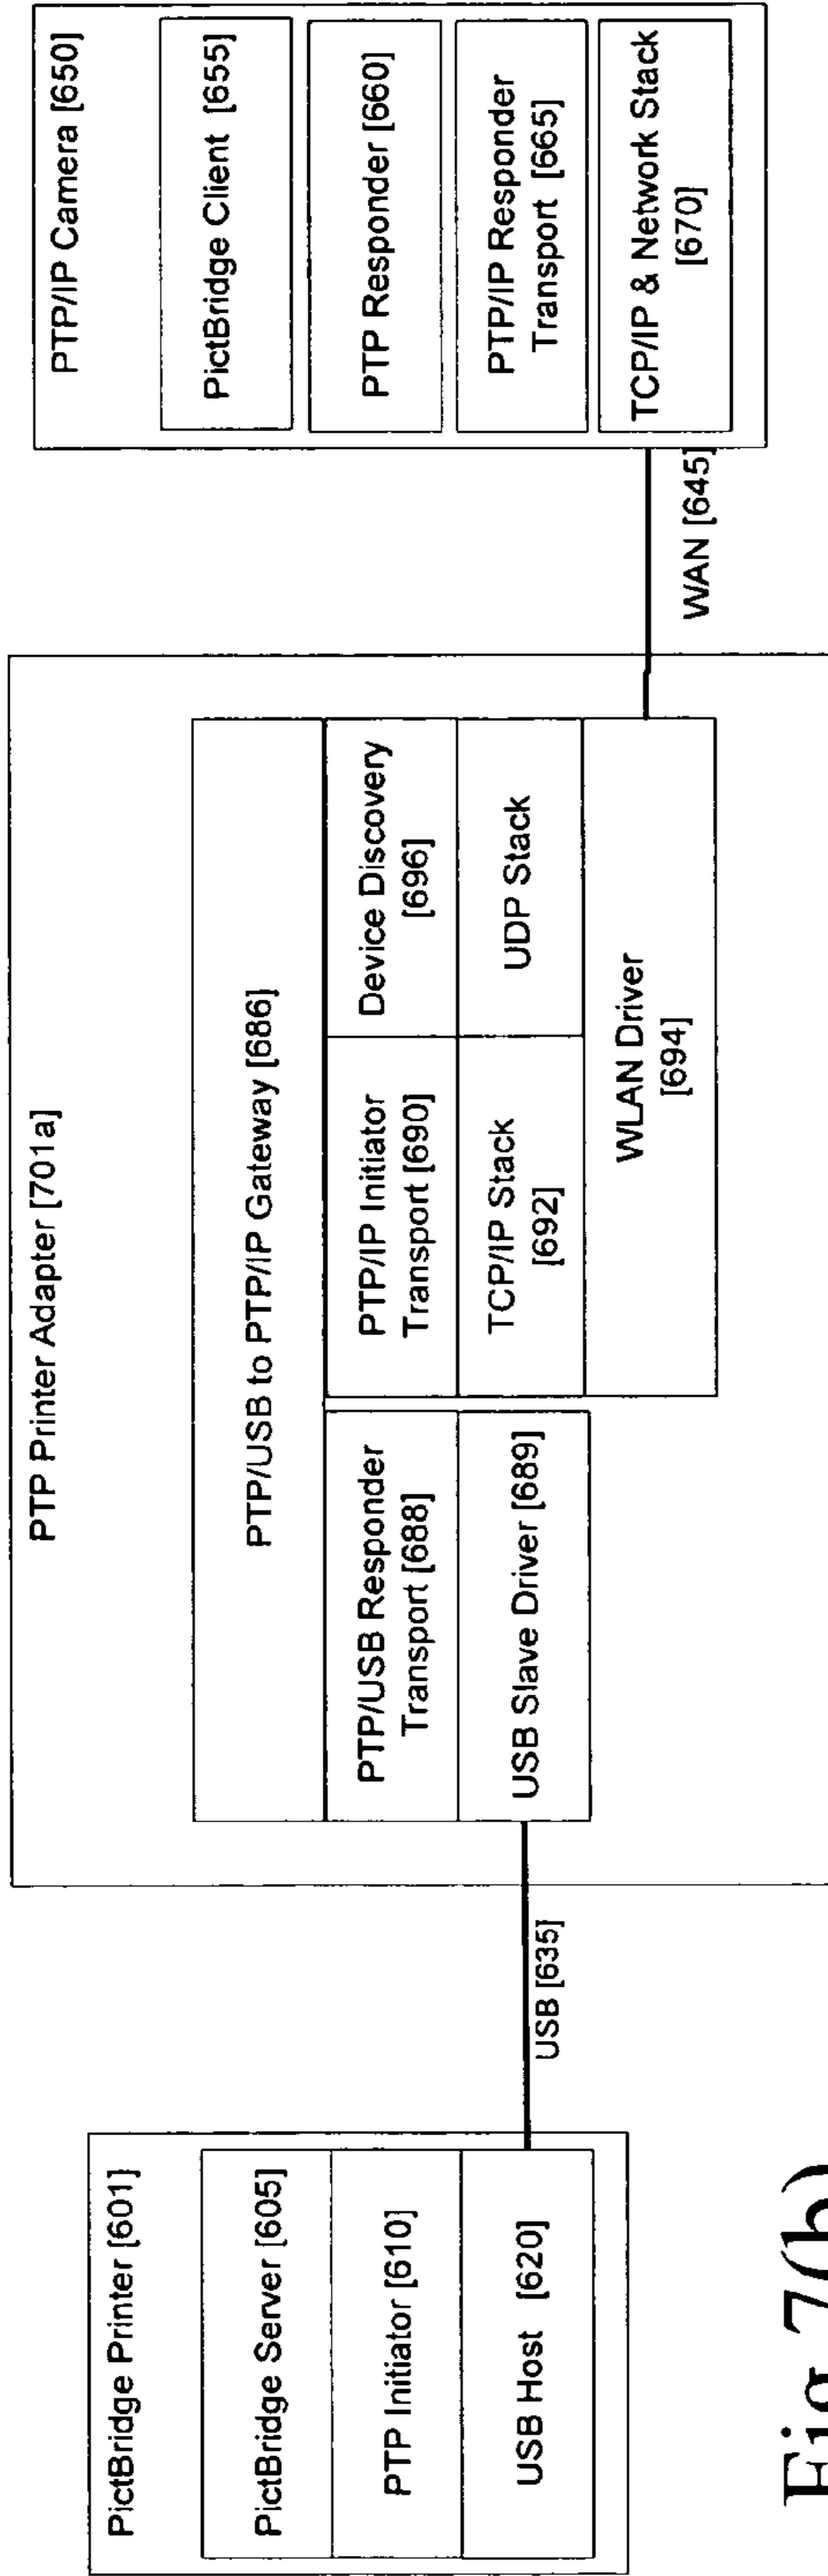 PictBridge Printer [601]
PictBridge Server [605]
PTP Initiator [610]
USB Host [620]
USB [635]
PTP Printer Adapter [701a]
PTP/USB to PTP/IP Gateway [686]
PTP/USB Responder
Transport [688]
USB Slave Driver [689]
PTP/IP Initiator
Transport [690]
Device Discovery
[696]
TCP/IP Stack
[692]
UDP Stack
WLAN Driver
[694]
WAN [645]
PTP/IP Camera [650]
PictBridge Client [655]
PTP Responder [660]
PTP/IP Responder
Transport [665]
TCP/IP & Network Stack
[670]
Fig 7(b)